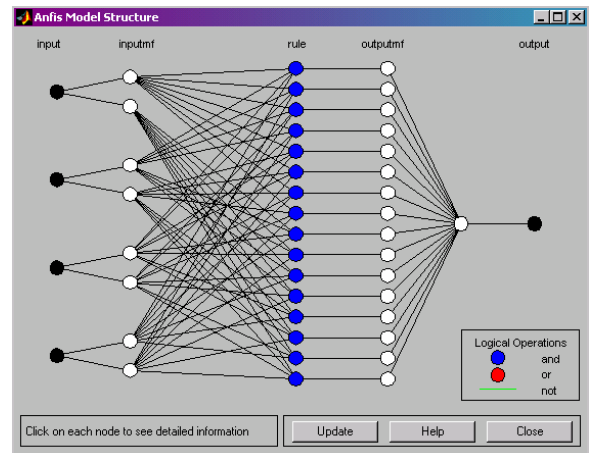 Anfis Model Structure
input inputmf rule outputmf output
Logical Operations
and
or
not
Click on each node to see detailed information
Update Help Close